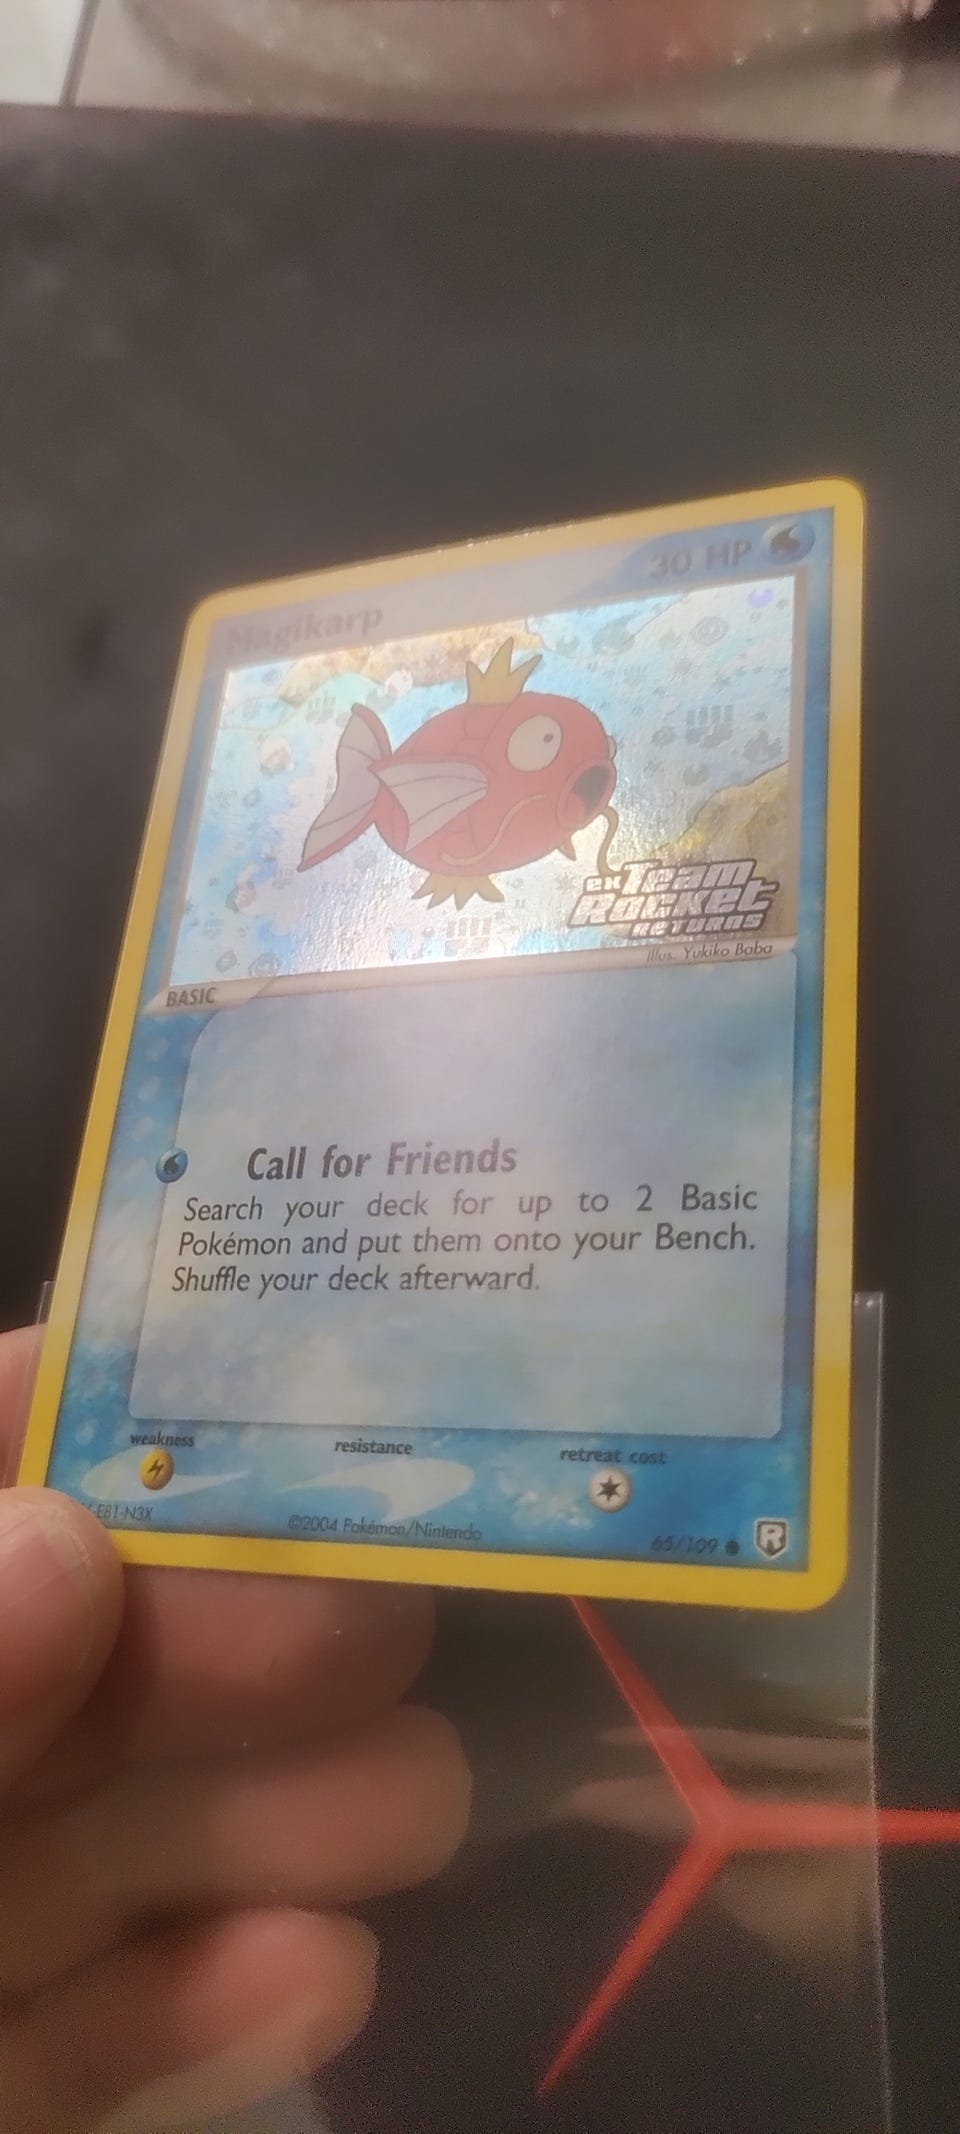 Magikarp
30 HP
ex Team
Rocket
RETURNS
Illus. Yukiko Baba
BASIC
Call for Friends
Search your deck for up to 2 Basic
Pokémon and put them onto your Bench.
Shuffle your deck afterward.
weakness resistance retreat cost
©2004 Pokémon/Nintendo
65/109
R